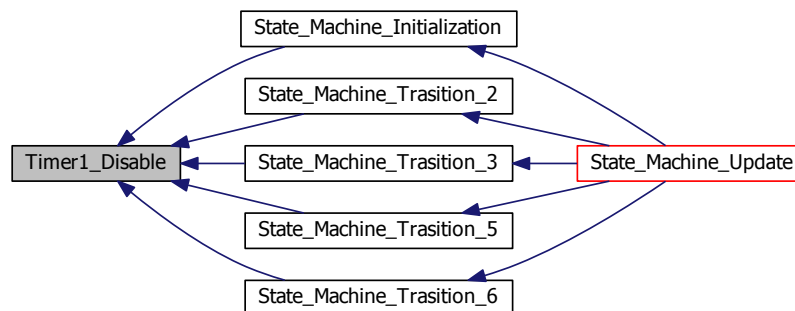 State_Machine_Initialization
State_Machine_Trasition_2
Timer1_Disable
State_Machine_Trasition_3
State_Machine_Update
State_Machine_Trasition_5
State_Machine_Trasition_6